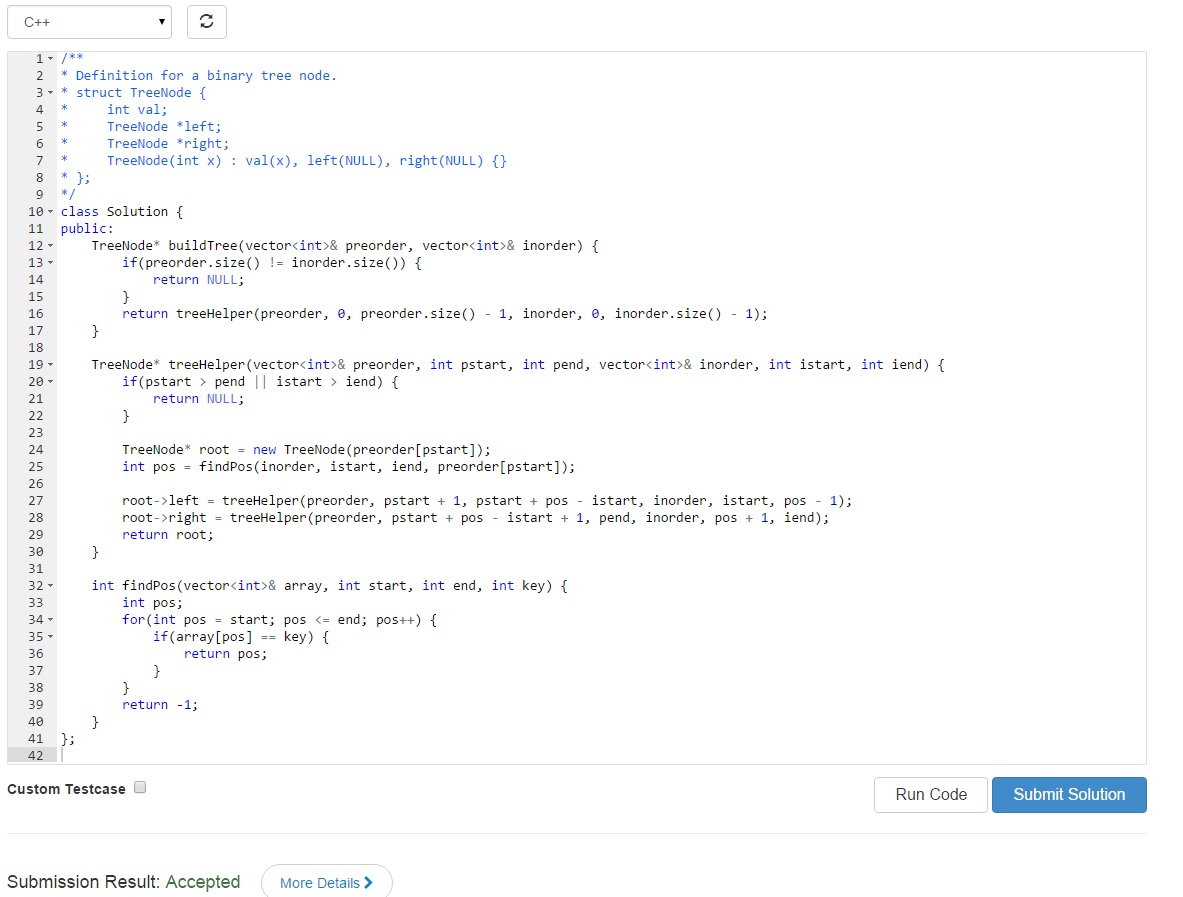 C++
1 /**
2 * Definition for a binary tree node.
3 * struct TreeNode {
4 *     int val;
5 *     TreeNode *left;
6 *     TreeNode *right;
7 *     TreeNode(int x) : val(x), left(NULL), right(NULL) {}
8 * };
9 */
10 class Solution {
11 public:
12     TreeNode* buildTree(vector<int>& preorder, vector<int>& inorder) {
13         if(preorder.size() != inorder.size()) {
14             return NULL;
15         }
16         return treeHelper(preorder, 0, preorder.size() - 1, inorder, 0, inorder.size() - 1);
17     }
18
19     TreeNode* treeHelper(vector<int>& preorder, int pstart, int pend, vector<int>& inorder, int istart, int iend) {
20         if(pstart > pend || istart > iend) {
21             return NULL;
22         }
23
24         TreeNode* root = new TreeNode(preorder[pstart]);
25         int pos = findPos(inorder, istart, iend, preorder[pstart]);
26
27         root->left = treeHelper(preorder, pstart + 1, pstart + pos - istart, inorder, istart, pos - 1);
28         root->right = treeHelper(preorder, pstart + pos - istart + 1, pend, inorder, pos + 1, iend);
29         return root;
30     }
31
32     int findPos(vector<int>& array, int start, int end, int key) {
33         int pos;
34         for(int pos = start; pos <= end; pos++) {
35             if(array[pos] == key) {
36                 return pos;
37             }
38         }
39         return -1;
40     }
41 };
42
Custom Testcase
Run Code
Submit Solution
Submission Result: Accepted
More Details